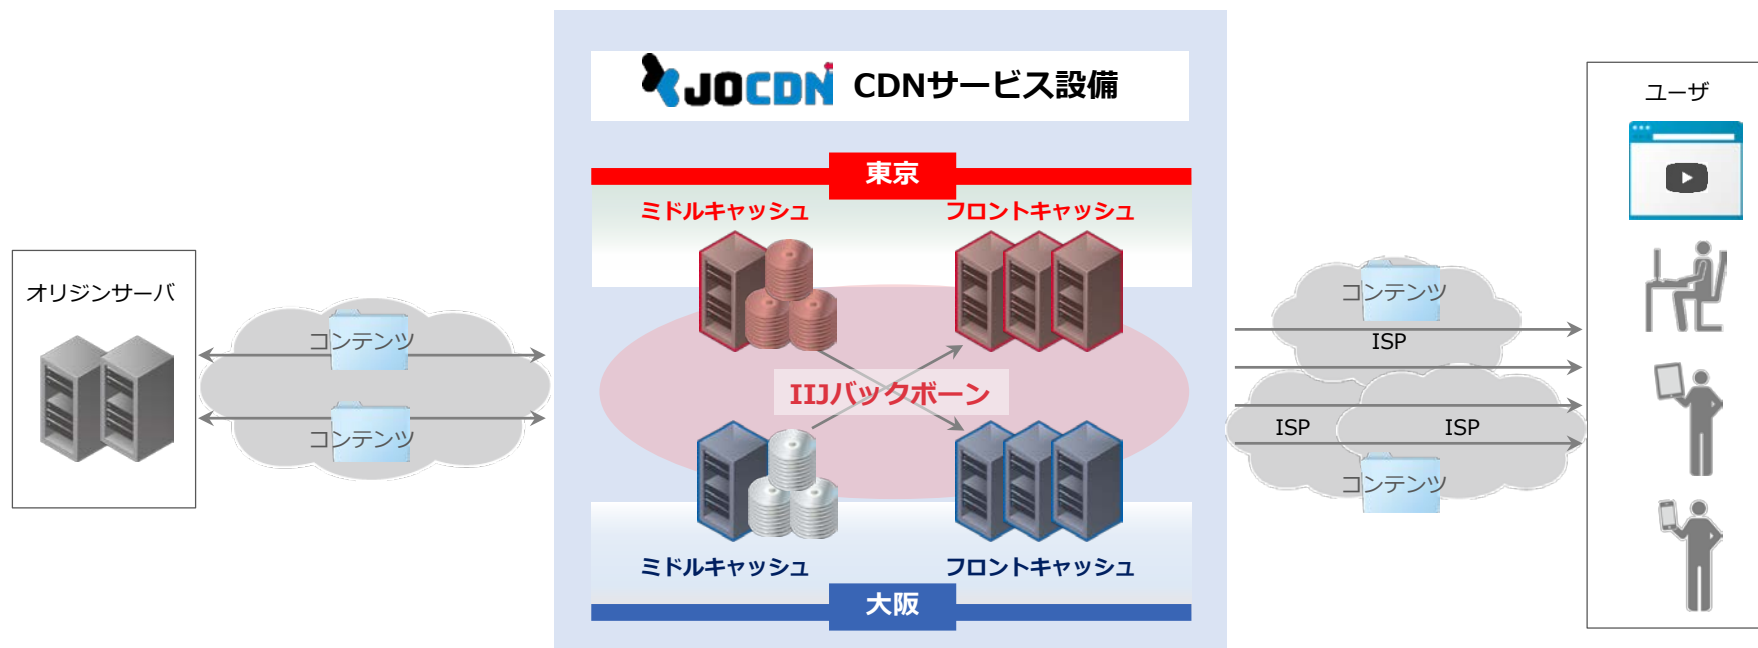 JOCDN CDNサービス設備
オリジンサーバ
コンテンツ
コンテンツ
東京
ミドルキャッシュ
フロントキャッシュ
IIJバックボーン
ミドルキャッシュ
フロントキャッシュ
大阪
コンテンツ
ISP
ISP
ISP
コンテンツ
ユーザ